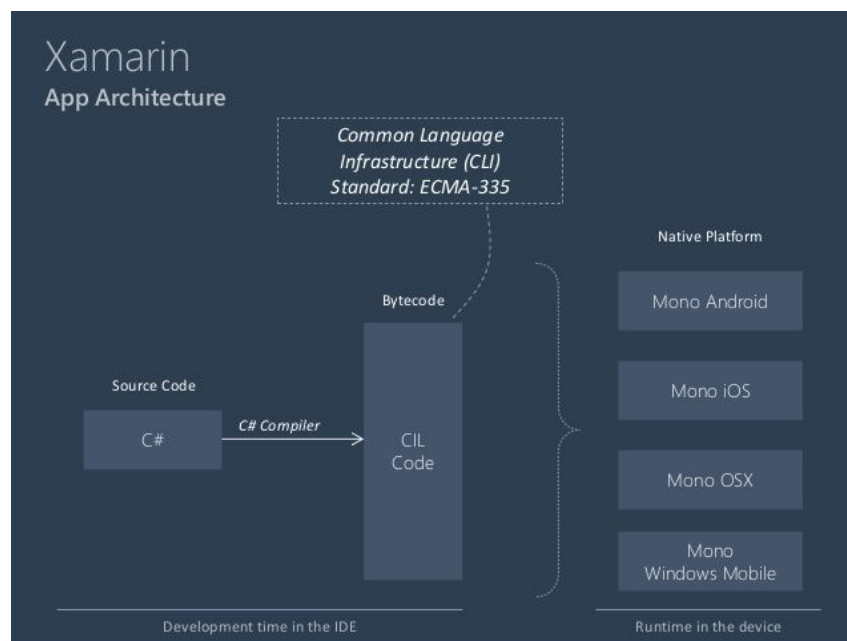 Xamarin
App Architecture
Common Language
Infrastructure (CLI)
Standard: ECMA-335
Native Platform
Mono Android
Bytecode
Source Code
C#
C# Compiler
CIL
Code
Mono iOS
Mono OSX
Mono
Windows Mobile
Development time in the IDE
Runtime in the device